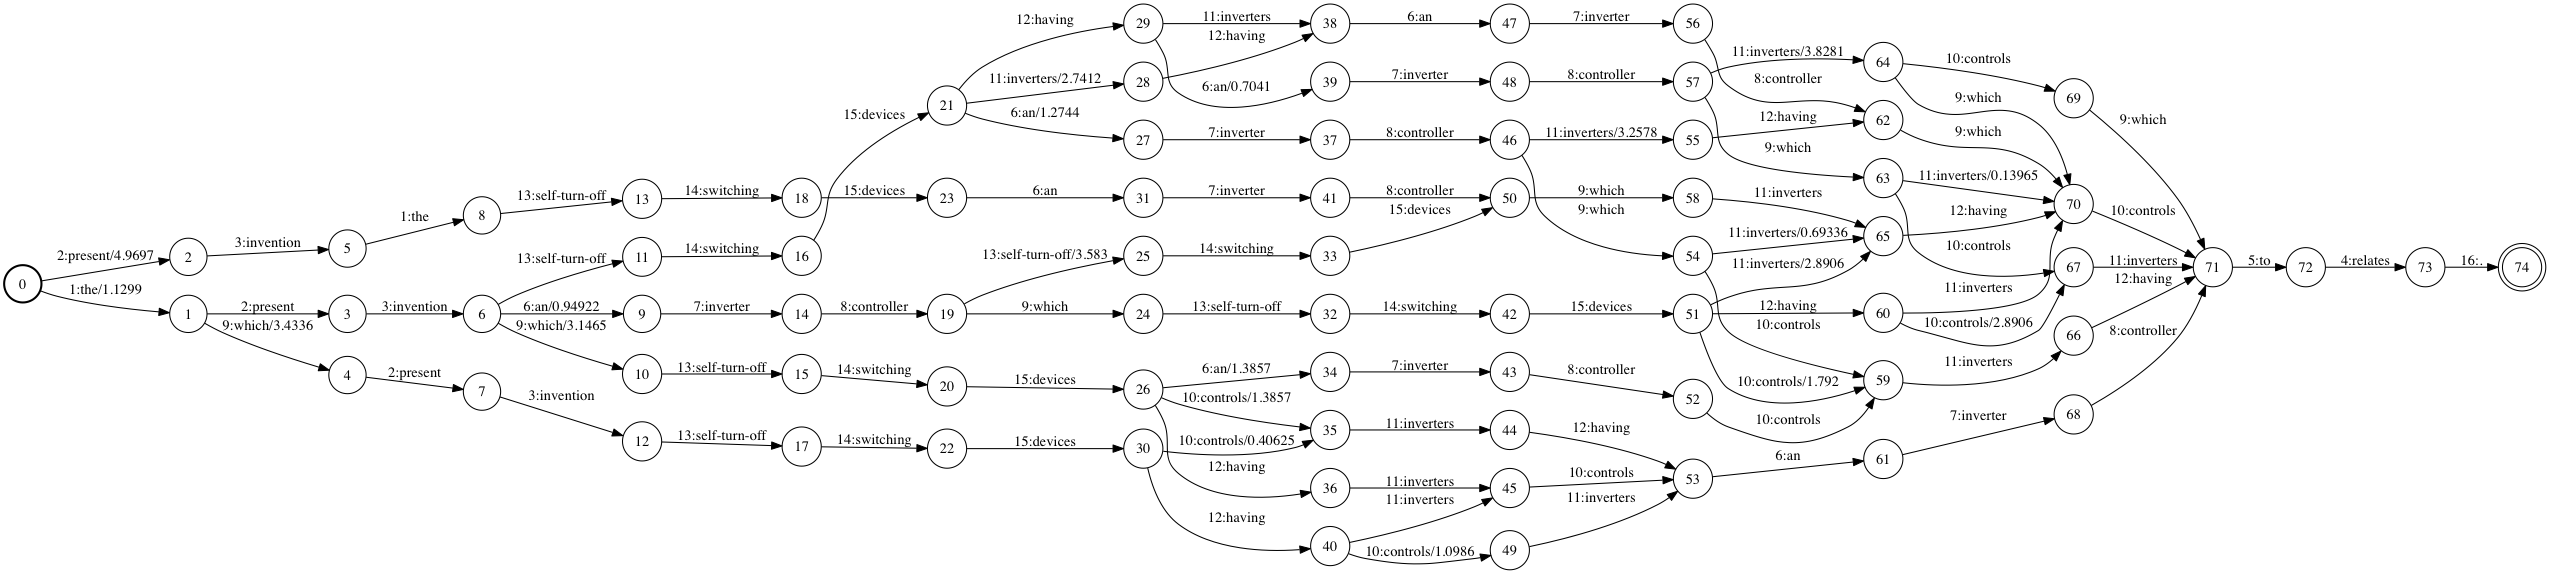 12:having
29
11:inverters
38
6:an
47
7:inverter
56
12:having
11:inverters/3.8281
64
10:controls
11:inverters/2.7412
28
6:an/0.7041
39
7:inverter
48
8:controller
57
8:controller
9:which
69
15:devices
21
6:an/1.2744
27
7:inverter
37
8:controller
46
11:inverters/3.2578
55
12:having
62
9:which
9:which
9:which
13:self-turn-off
13
14:switching
18
15:devices
23
6:an
31
7:inverter
41
8:controller
50
9:which
58
11:inverters
63
11:inverters/0.13965
1:the
8
15:devices
9:which
12:having
70
10:controls
2:present/4.9697
2
3:invention
5
13:self-turn-off
11
14:switching
16
13:self-turn-off/3.583
25
14:switching
33
54
11:inverters/0.69336
65
10:controls
11:inverters/2.8906
67
11:inverters
71
5:to
72
4:relates
73
16:.
74
0
1:the/1.1299
1
2:present
3
3:invention
6
6:an/0.94922
9
7:inverter
14
8:controller
19
9:which
24
13:self-turn-off
32
14:switching
42
15:devices
51
12:having
60
11:inverters
12:having
9:which/3.4336
9:which/3.1465
10:controls
10:controls/2.8906
66
8:controller
4
2:present
7
10
13:self-turn-off
15
14:switching
20
15:devices
26
6:an/1.3857
34
7:inverter
43
8:controller
52
10:controls/1.792
59
11:inverters
3:invention
10:controls/1.3857
10:controls
7:inverter
68
12
13:self-turn-off
17
14:switching
22
15:devices
30
10:controls/0.40625
35
11:inverters
44
12:having
53
6:an
61
12:having
36
11:inverters
45
10:controls
11:inverters
11:inverters
12:having
40
10:controls/1.0986
49